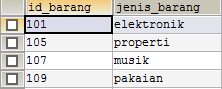 id_barang jenis_barang
101 elektronik
105 properti
107 musik
109 pakaian